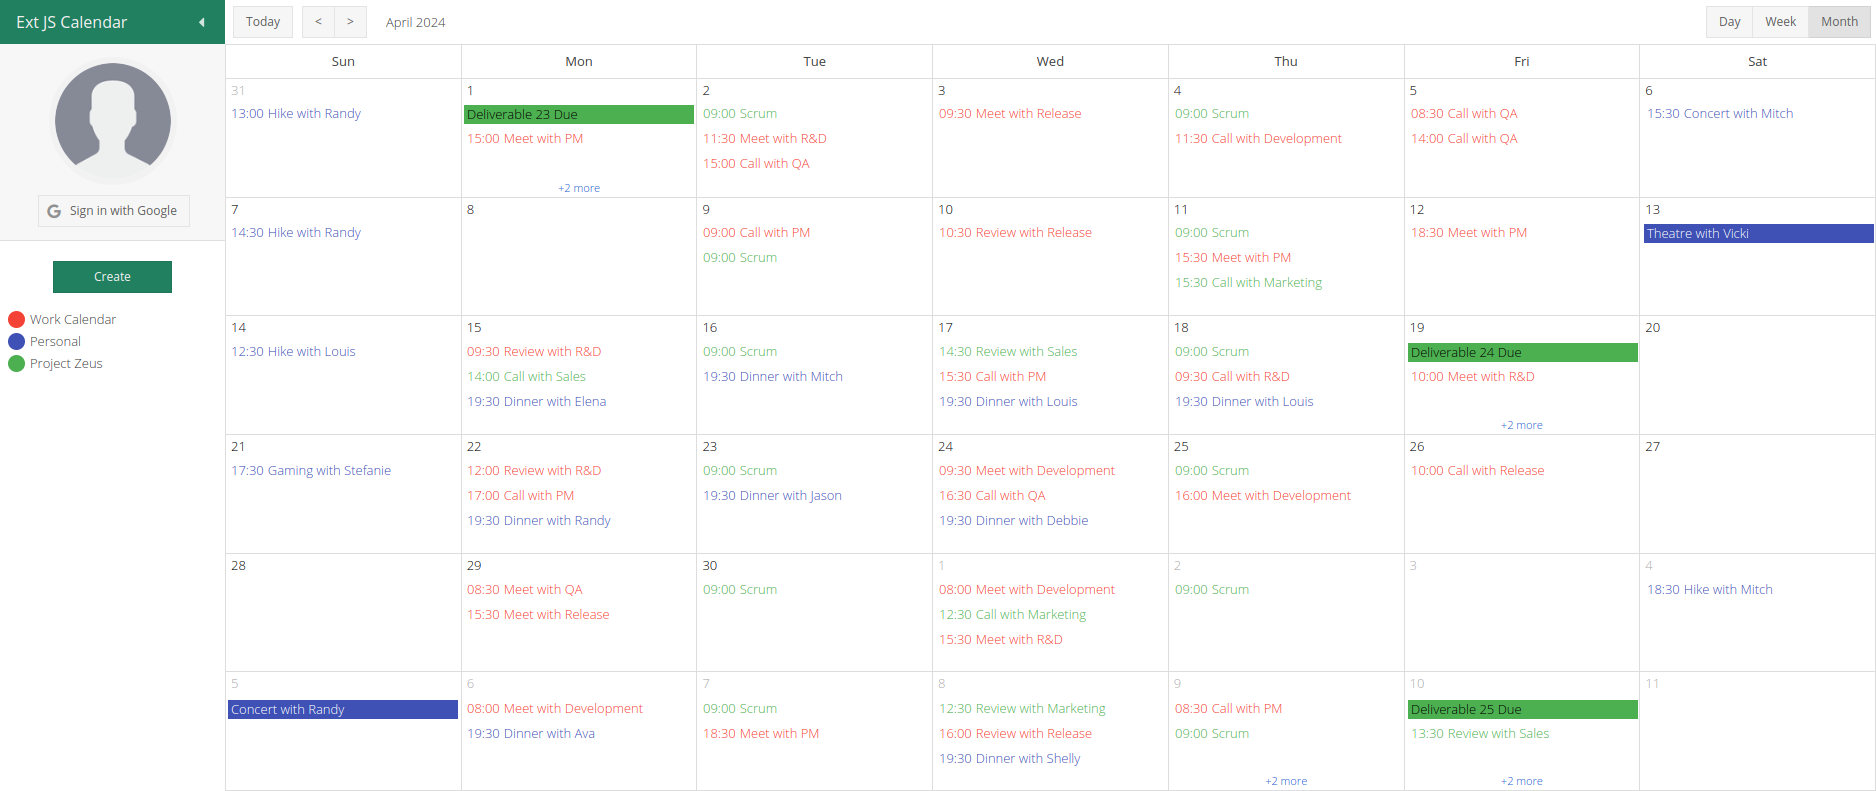 Ext JS Calendar
Today < > April 2024 Day Week Month
Sign in with Google
Create
Work Calendar
Personal
Project Zeus
Sun Mon Tue Wed Thu Fri Sat
31
13:00 Hike with Randy
1
Deliverable 23 Due
15:00 Meet with PM
+2 more
2
09:00 Scrum
11:30 Meet with R&D
15:00 Call with QA
3
09:30 Meet with Release
4
09:00 Scrum
11:30 Call with Development
5
08:30 Call with QA
14:00 Call with QA
6
15:30 Concert with Mitch
7
14:30 Hike with Randy
8
9
09:00 Call with PM
09:00 Scrum
10
10:30 Review with Release
11
09:00 Scrum
15:30 Meet with PM
15:30 Call with Marketing
12
18:30 Meet with PM
13
Theatre with Vicki
14
12:30 Hike with Louis
15
09:30 Review with R&D
14:00 Call with Sales
19:30 Dinner with Elena
16
09:00 Scrum
19:30 Dinner with Mitch
17
14:30 Review with Sales
15:30 Call with PM
19:30 Dinner with Louis
18
09:00 Scrum
09:30 Call with R&D
19:30 Dinner with Louis
19
Deliverable 24 Due
10:00 Meet with R&D
+2 more
20
21
17:30 Gaming with Stefanie
22
12:00 Review with R&D
17:00 Call with PM
19:30 Dinner with Randy
23
09:00 Scrum
19:30 Dinner with Jason
24
09:30 Meet with Development
16:30 Call with QA
19:30 Dinner with Debbie
25
09:00 Scrum
16:00 Meet with Development
26
10:00 Call with Release
27
28
29
08:30 Meet with QA
15:30 Meet with Release
30
09:00 Scrum
1
08:00 Meet with Development
12:30 Call with Marketing
15:30 Meet with R&D
2
09:00 Scrum
3
4
18:30 Hike with Mitch
5
Concert with Randy
6
08:00 Meet with Development
19:30 Dinner with Ava
7
09:00 Scrum
18:30 Meet with PM
8
12:30 Review with Marketing
16:00 Review with Release
19:30 Dinner with Shelly
9
08:30 Call with PM
09:00 Scrum
+2 more
10
Deliverable 25 Due
13:30 Review with Sales
+2 more
11